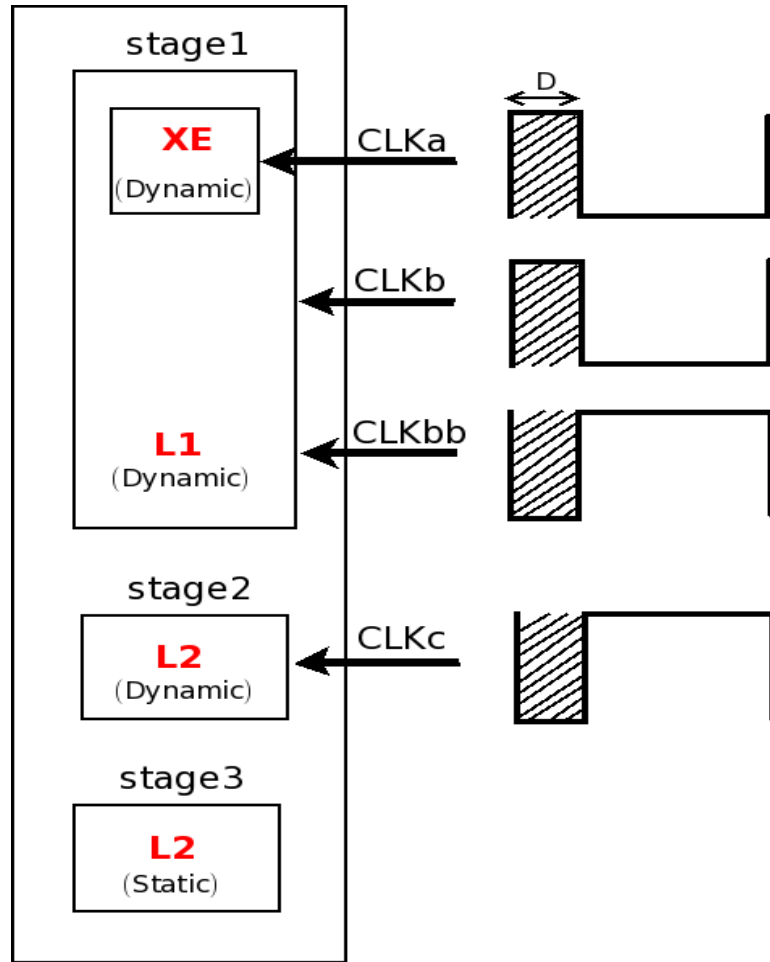 stage1
D
XE
(Dynamic)
CLKa
CLKb
CLKbb
L1
(Dynamic)
stage2
CLKc
L2
(Dynamic)
stage3
L2
(Static)